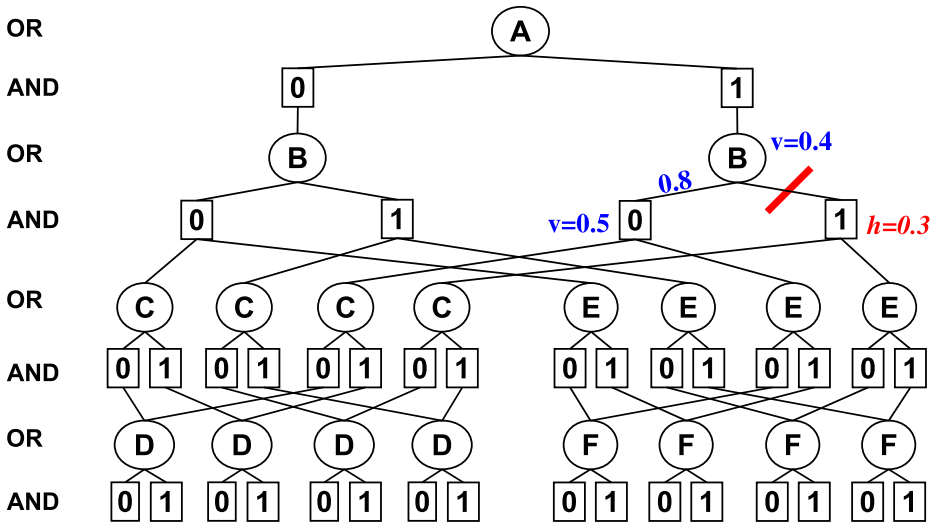 OR A
AND 0 1
OR B B v=0.4
0.8
AND 0 1 v=0.5 0 1 h=0.3
OR C C C C E E E E
AND 0 1 0 1 0 1 0 1 0 1 0 1 0 1 0 1
OR D D D D F F F F
AND 0 1 0 1 0 1 0 1 0 1 0 1 0 1 0 1